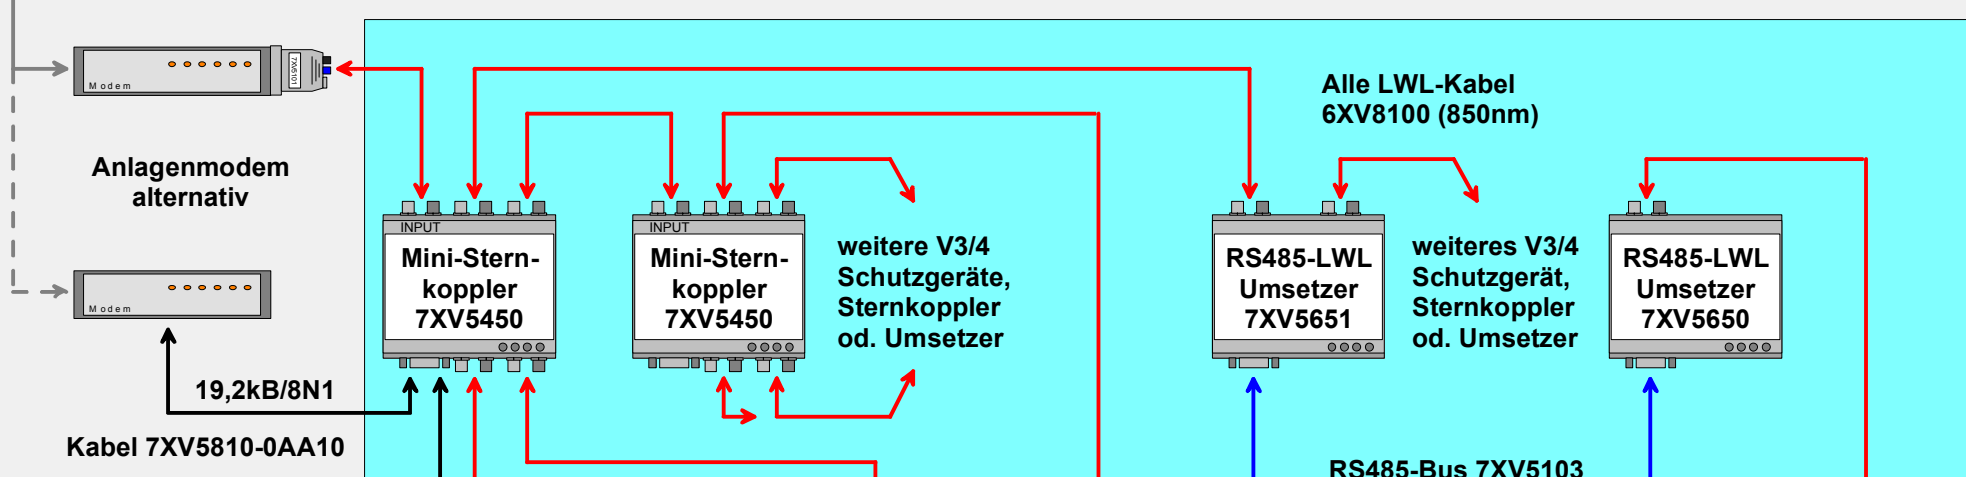 Modem
7XV5101
Alle LWL-Kabel
6XV8100 (850nm)
Anlagenmodem
alternativ
INPUT
Mini-Stern-
koppler
7XV5450
INPUT
Mini-Stern-
koppler
7XV5450
weitere V3/4
Schutzgeräte,
Sternkoppler
od. Umsetzer
RS485-LWL
Umsetzer
7XV5651
weiteres V3/4
Schutzgerät,
Sternkoppler
od. Umsetzer
RS485-LWL
Umsetzer
7XV5650
Modem
19,2kB/8N1
Kabel 7XV5810-0AA10
RS485-Bus 7XV5103